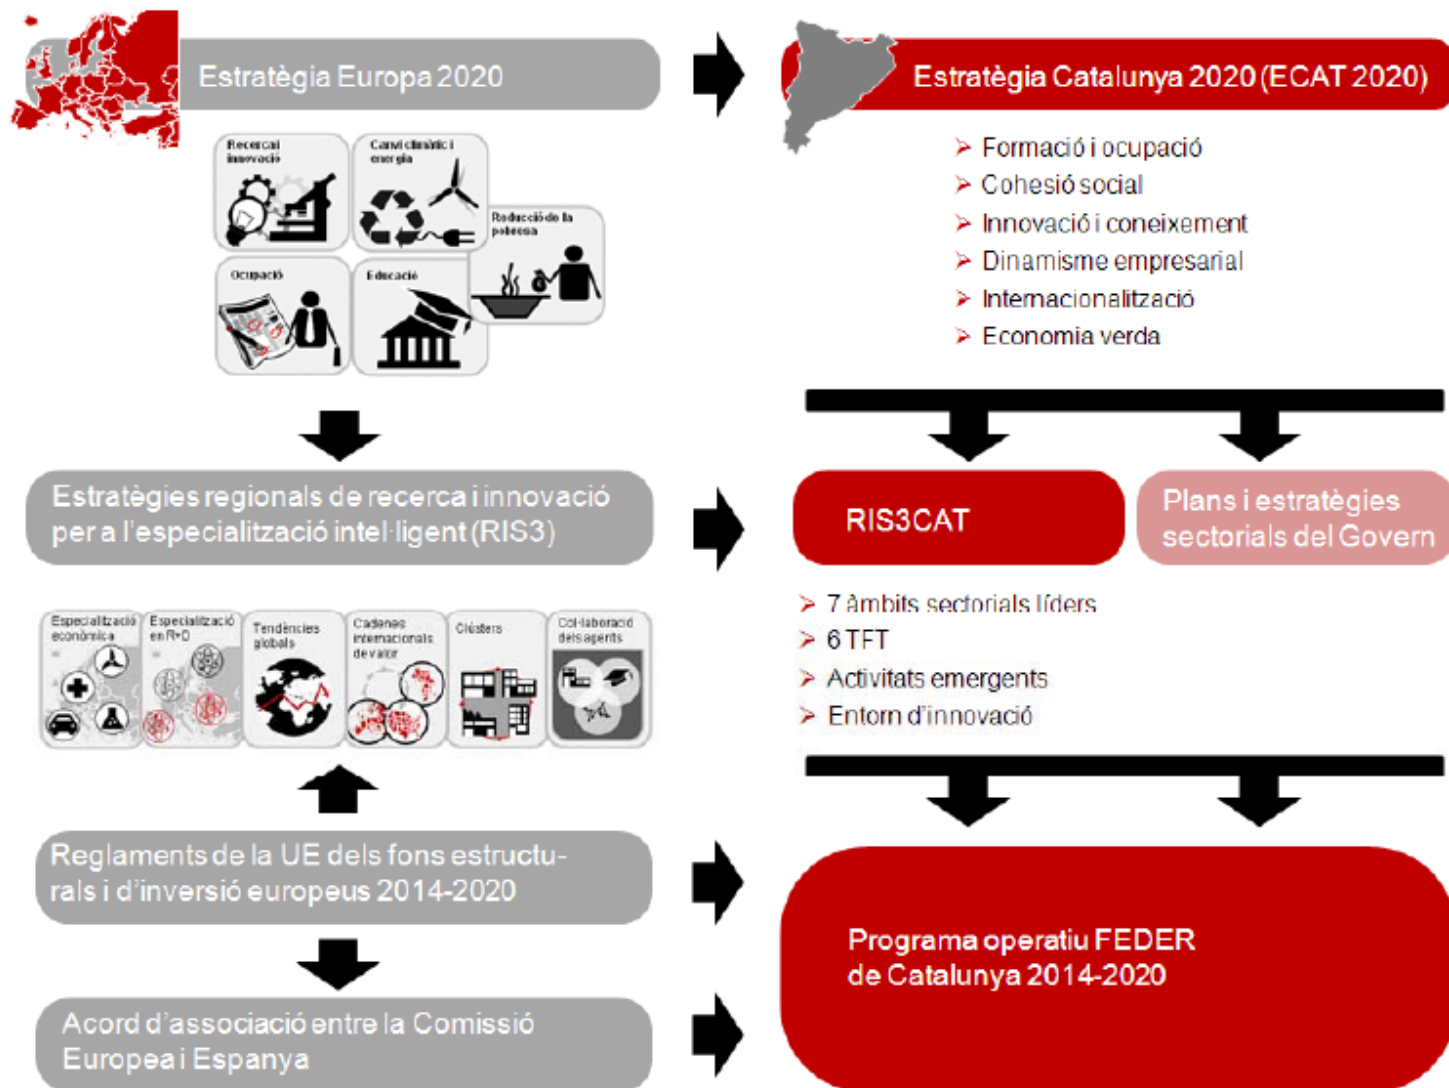 Estratègia Europa 2020
Estratègia Catalunya 2020 (ECAT 2020)
Recerca i
innovació
Canvi climàtic i
energia
Reducció de la
pobresa
Ocupació
Educació
➢ Formació i ocupació
➢ Cohesió social
➢ Innovació i coneixement
➢ Dinamisme empresarial
➢ Internacionalització
➢ Economia verda
Estratègies regionals de recerca i innovació
per a l'especialització intel·ligent (RIS3)
RIS3CAT
Plans i estratègies
sectorials del Govern
Especialització
econòmica
Especialització
en R+D
Tendències
globals
Cadenes
internacionals
de valor
Clústers
Col·laboració
dels agents
➢ 7 àmbits sectorials líders
➢ 6 TFT
➢ Activitats emergents
➢ Entorn d'innovació
Reglaments de la UE dels fons estructu-
rals i d'inversió europeus 2014-2020
Programa operatiu FEDER
de Catalunya 2014-2020
Acord d'associació entre la Comissió
Europea i Espanya